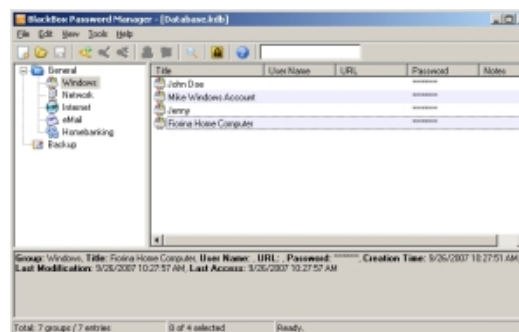 BlackBox Password Manager - [Database.kdb]
File Edit View Tools Help
General
Windows
Network
Internet
eMail
Homebanking
Backup
Title User Name URL Password Notes
John Doe ********
Mike Windows Account ********
Jenny ********
Fiorina Home Computer ********
Group: Windows, Title: Fiorina Home Computer, User Name: , URL: , Password: ********, Creation Time: 9/26/2007 10:27:51 AM,
Last Modification: 9/26/2007 10:27:57 AM, Last Access: 9/26/2007 10:27:57 AM
Total: 7 groups / 7 entries 0 of 4 selected Ready.